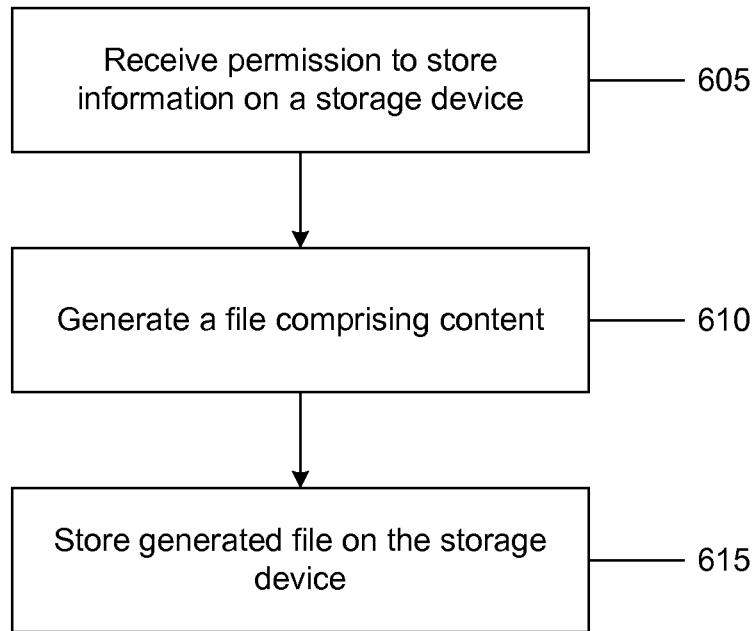 Receive permission to store
information on a storage device
605
Generate a file comprising content
610
Store generated file on the storage
device
615